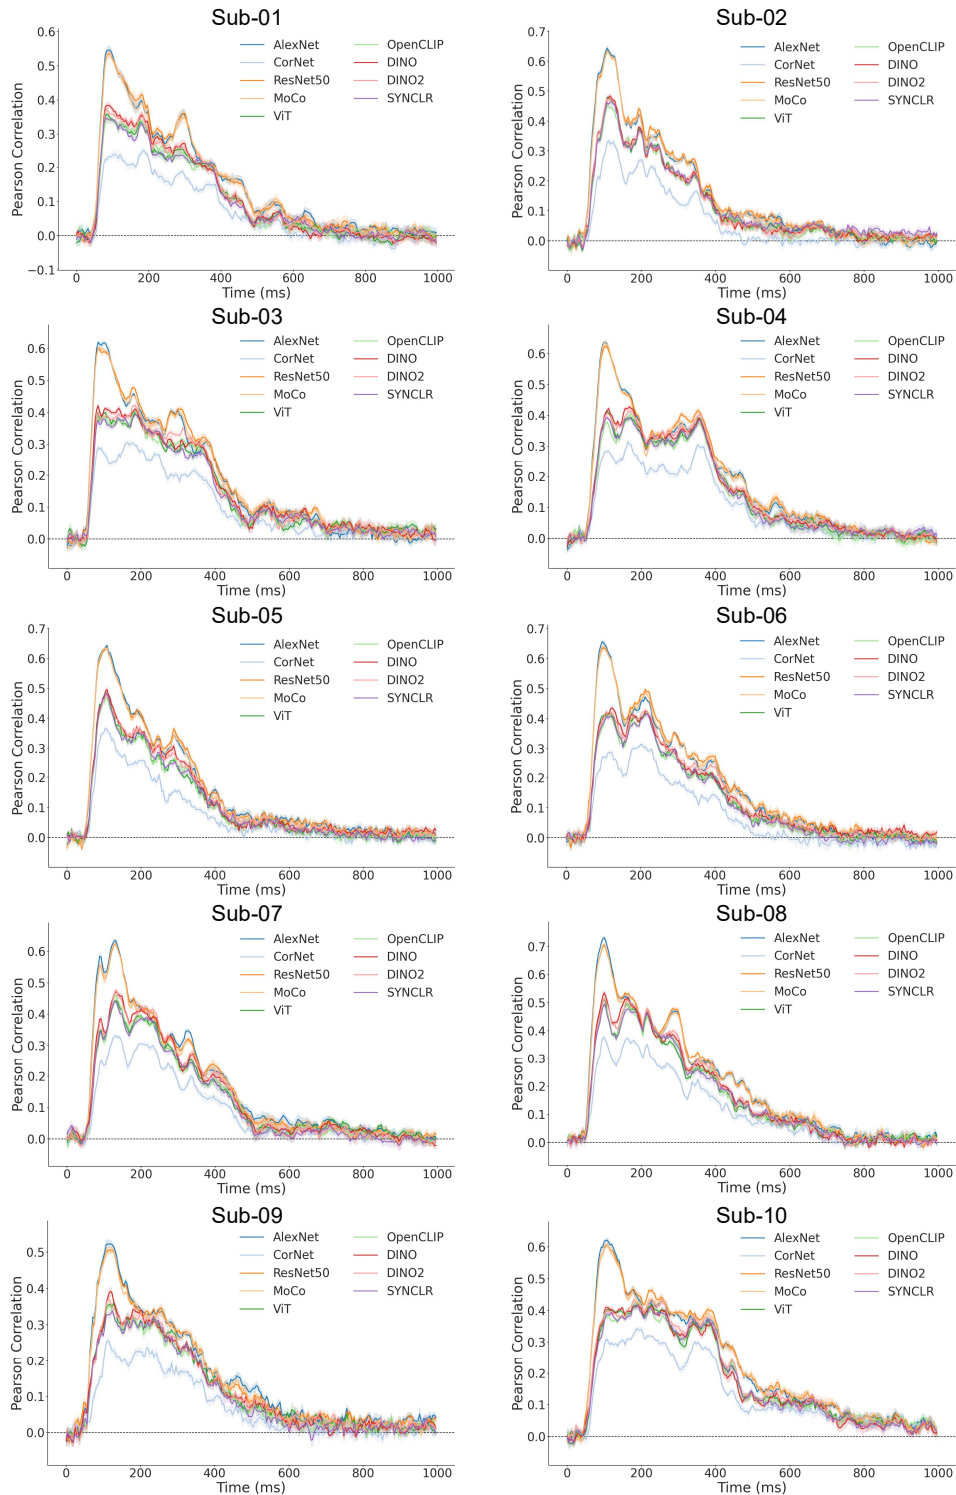 Sub-01
0.6
0.5
0.4
0.3
0.2
0.1
0.0
−0.1
Pearson Correlation
AlexNet
CorNet
ResNet50
MoCo
ViT
OpenCLIP
DINO
DINO2
SYNCLR
0 200 400 600 800 1000
Time (ms)
Sub-02
0.7
0.6
0.5
0.4
0.3
0.2
0.1
0.0
Pearson Correlation
AlexNet
CorNet
ResNet50
MoCo
ViT
OpenCLIP
DINO
DINO2
SYNCLR
0 200 400 600 800 1000
Time (ms)
Sub-03
0.6
0.5
0.4
0.3
0.2
0.1
0.0
Pearson Correlation
AlexNet
CorNet
ResNet50
MoCo
ViT
OpenCLIP
DINO
DINO2
SYNCLR
0 200 400 600 800 1000
Time (ms)
Sub-04
0.6
0.5
0.4
0.3
0.2
0.1
0.0
Pearson Correlation
AlexNet
CorNet
ResNet50
MoCo
ViT
OpenCLIP
DINO
DINO2
SYNCLR
0 200 400 600 800 1000
Time (ms)
Sub-05
0.7
0.6
0.5
0.4
0.3
0.2
0.1
0.0
Pearson Correlation
AlexNet
CorNet
ResNet50
MoCo
ViT
OpenCLIP
DINO
DINO2
SYNCLR
0 200 400 600 800 1000
Time (ms)
Sub-06
0.7
0.6
0.5
0.4
0.3
0.2
0.1
0.0
Pearson Correlation
AlexNet
CorNet
ResNet50
MoCo
ViT
OpenCLIP
DINO
DINO2
SYNCLR
0 200 400 600 800 1000
Time (ms)
Sub-07
0.6
0.5
0.4
0.3
0.2
0.1
0.0
Pearson Correlation
AlexNet
CorNet
ResNet50
MoCo
ViT
OpenCLIP
DINO
DINO2
SYNCLR
0 200 400 600 800 1000
Time (ms)
Sub-08
0.7
0.6
0.5
0.4
0.3
0.2
0.1
0.0
Pearson Correlation
AlexNet
CorNet
ResNet50
MoCo
ViT
OpenCLIP
DINO
DINO2
SYNCLR
0 200 400 600 800 1000
Time (ms)
Sub-09
0.5
0.4
0.3
0.2
0.1
0.0
Pearson Correlation
AlexNet
CorNet
ResNet50
MoCo
ViT
OpenCLIP
DINO
DINO2
SYNCLR
0 200 400 600 800 1000
Time (ms)
Sub-10
0.6
0.5
0.4
0.3
0.2
0.1
0.0
Pearson Correlation
AlexNet
CorNet
ResNet50
MoCo
ViT
OpenCLIP
DINO
DINO2
SYNCLR
0 200 400 600 800 1000
Time (ms)